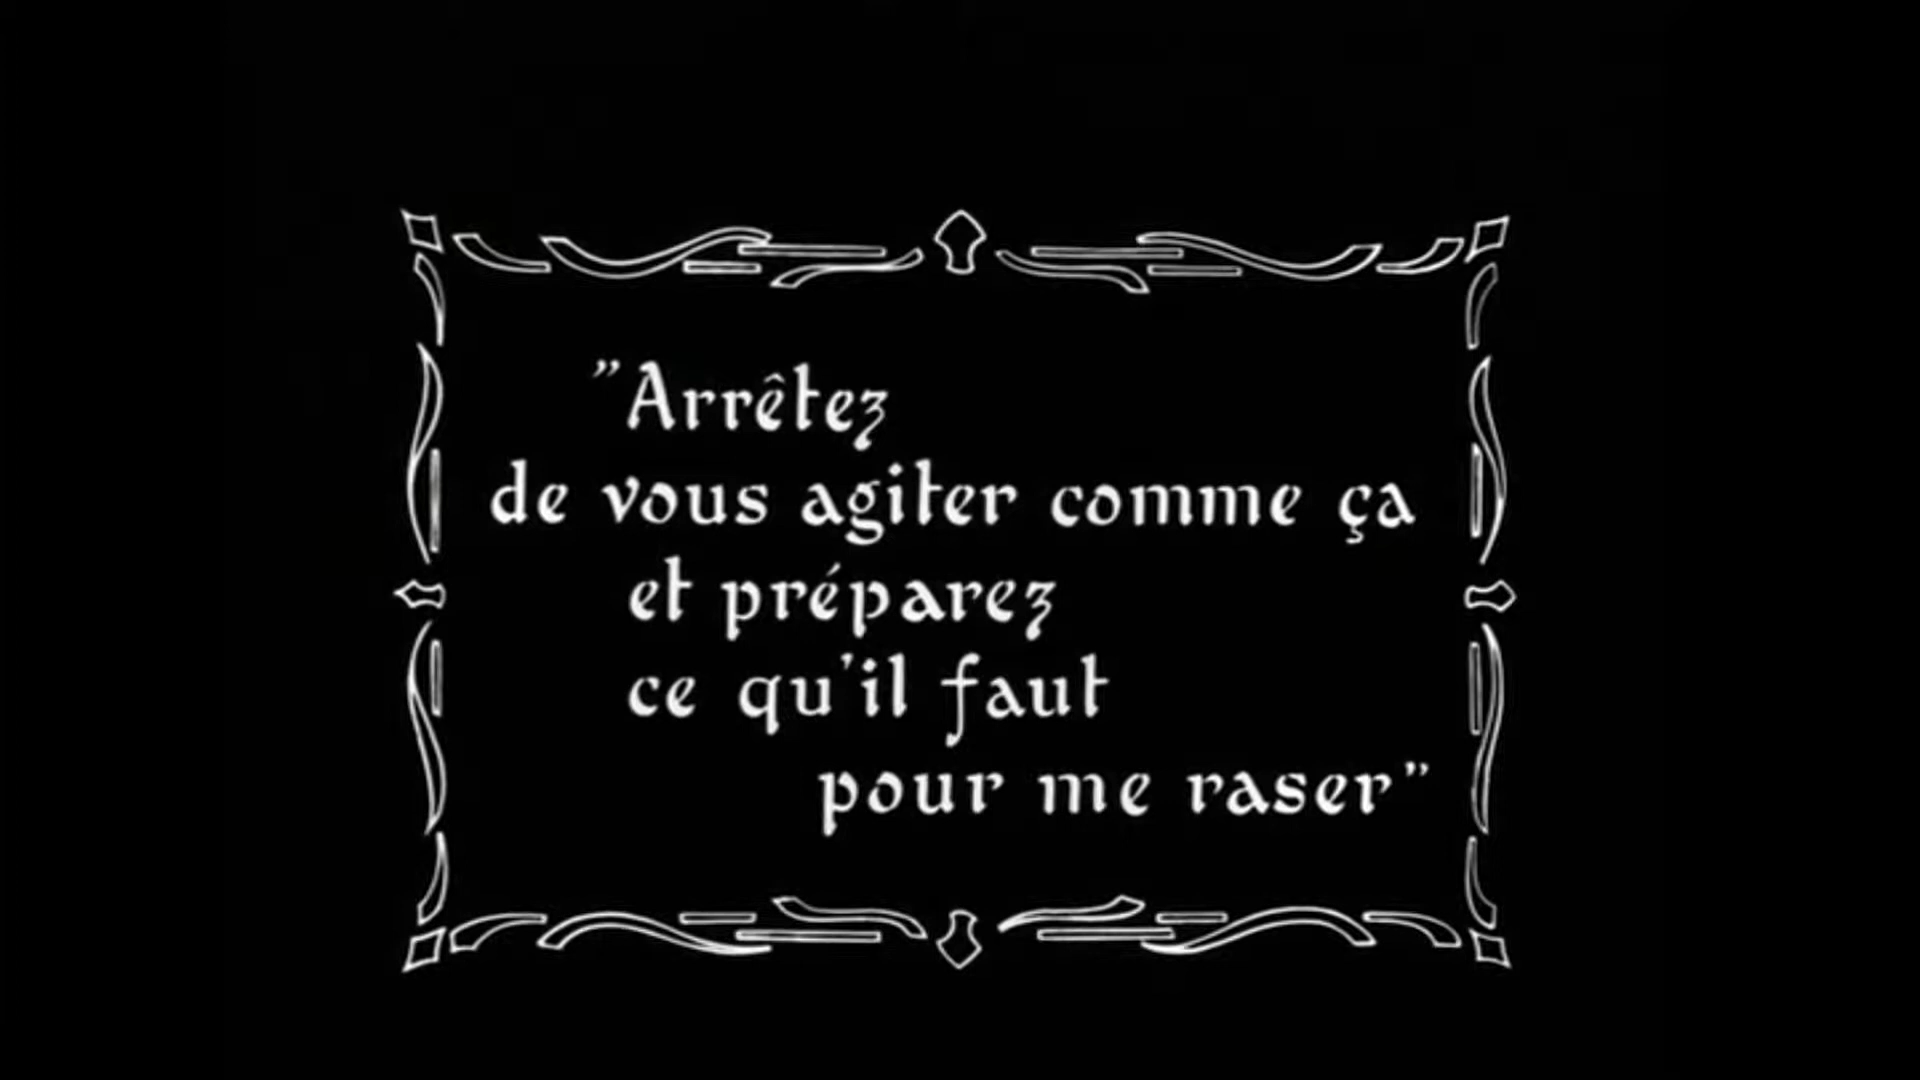 "Arrêtez
de vous agiter comme ça
et préparez
ce qu'il faut
pour me raser"